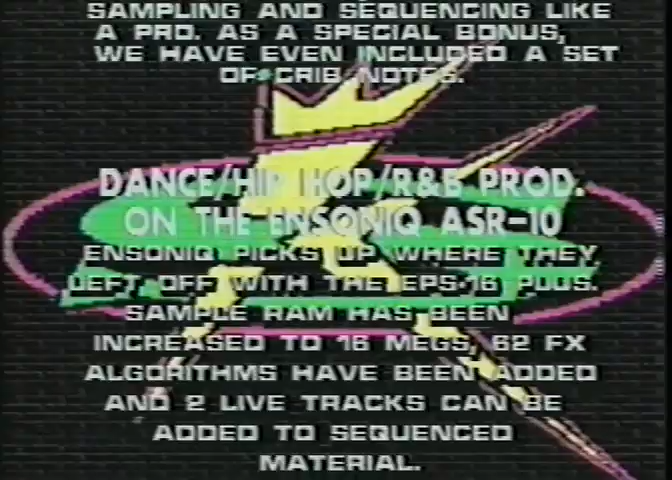 SAMPLING AND SEQUENCING LIKE
A PRO. AS A SPECIAL BONUS,
WE HAVE EVEN INCLUDED A SET
OF CRIB NOTES.
DANCE/HIP HOP/R&B PROD.
ON THE ENSONIQ ASR-10
ENSONIQ PICKS UP WHERE THEY
LEFT OFF WITH THE EPS-16 PLUS.
SAMPLE RAM HAS BEEN
INCREASED TO 16 MEGS, 62 FX
ALGORITHMS HAVE BEEN ADDED
AND 2 LIVE TRACKS CAN BE
ADDED TO SEQUENCED
MATERIAL.